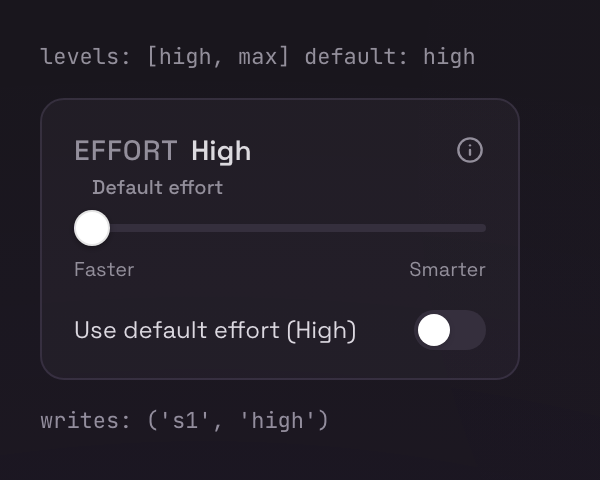 levels: [high, max] default: high
EFFORT High
Default effort
Faster Smarter
Use default effort (High)
writes: ('s1', 'high')